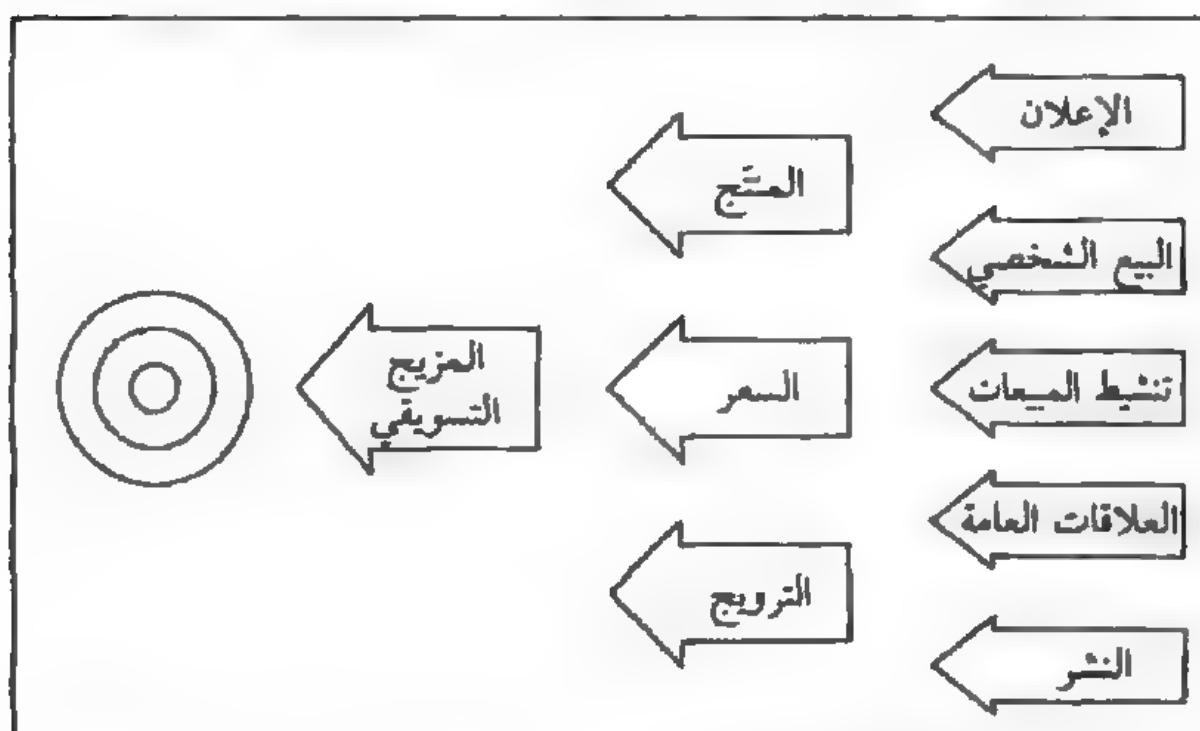 الإعلان
البيع الشخصي
تنشيط المبيعات
العلاقات العامة
النشر
المنتج
السعر
الترويج
المزيج
التسويقي